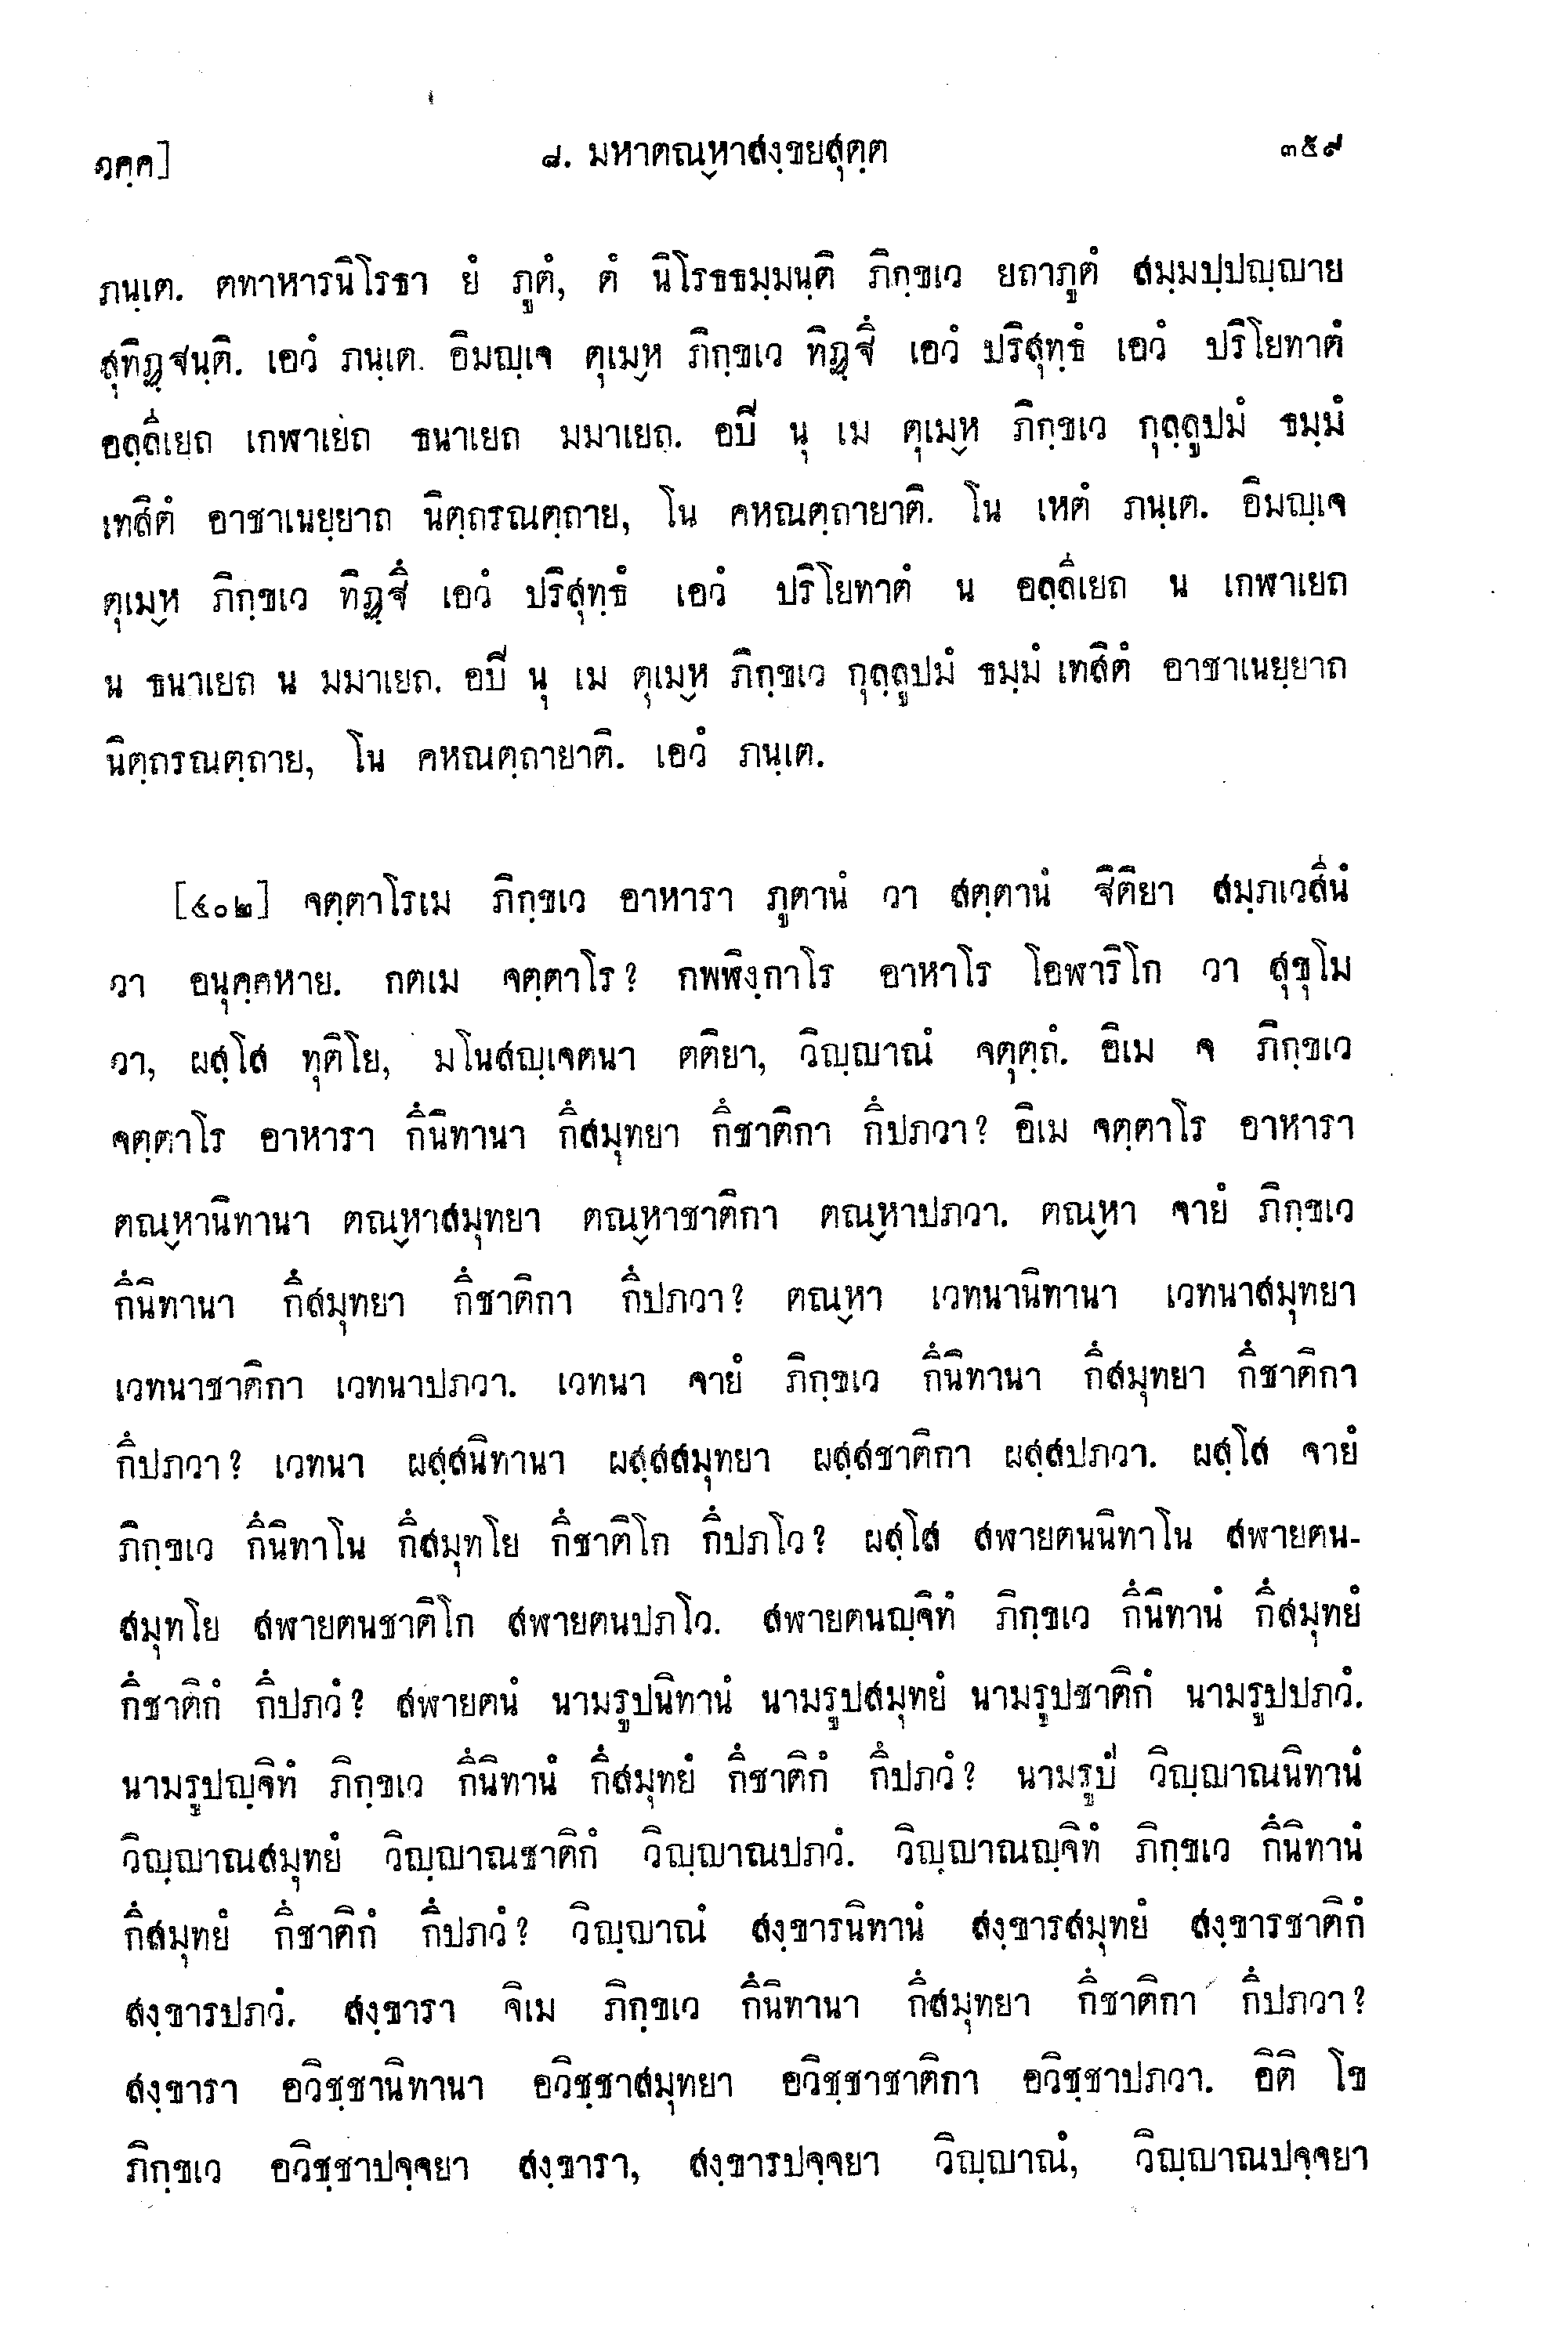 วคฺค]
๘. มหาตณฺหาสงฺขยสุตฺต
๓๕๙
ภนฺเต. ตทาหารนิโรธา ยํ ภูตํ, ตํ นิโรธธมฺมนฺติ ภิกฺขเว ยถาภูตํ สมฺมปฺปญฺญาย
สุทิฏฺฐนฺติ. เอวํ ภนฺเต. อิมญฺเจ ตุเมฺห ภิกฺขเว ทิฏฺฐึ เอวํ ปริสุทฺธํ เอวํ ปริโยทาตํ
อลฺลิเยถ เกฬาเยถ ธนาเยถ มมาเยถ. อปิ นุ เม ตุเมฺห ภิกฺขเว กุลฺลูปมํ ธมฺมํ
เทสิตํ อาชาเนยฺยาถ นิตฺถรณตฺถาย, โน คหณตฺถายาติ. โน เหตํ ภนฺเต. อิมญฺเจ
ตุเมฺห ภิกฺขเว ทิฏฺฐึ เอวํ ปริสุทฺธํ เอวํ ปริโยทาตํ น อลฺลิเยถ น เกฬาเยถ
น ธนาเยถ น มมาเยถ. อปิ นุ เม ตุเมฺห ภิกฺขเว กุลฺลูปมํ ธมฺมํ เทสิตํ อาชาเนยฺยาถ
นิตฺถรณตฺถาย, โน คหณตฺถายาติ. เอวํ ภนฺเต.
[๔๐๒] จตฺตาโรเม ภิกฺขเว อาหารา ภูตานํ วา สตฺตานํ ฐิติยา สมฺภเวสีนํ
วา อนุคฺคหาย. กตเม จตฺตาโร? กพฬิงฺกาโร อาหาโร โอฬาริโก วา สุขุโม
วา, ผสฺโส ทุติโย, มโนสญฺเจตนา ตติยา, วิญฺญาณํ จตุตฺถํ. อิเม จ ภิกฺขเว
จตฺตาโร อาหารา กึนิทานา กึสมุทยา กึชาติกา กึปภวา? อิเม จตฺตาโร อาหารา
ตณฺหานิทานา ตณฺหาสมุทยา ตณฺหาชาติกา ตณฺหาปภวา. ตณฺหา จายํ ภิกฺขเว
กึนิทานา กึสมุทยา กึชาติกา กึปภวา? ตณฺหา เวทนานิทานา เวทนาสมุทยา
เวทนาชาติกา เวทนาปภวา. เวทนา จายํ ภิกฺขเว กึนิทานา กึสมุทยา กึชาติกา
กึปภวา? เวทนา ผสฺสนิทานา ผสฺสสมุทยา ผสฺสชาติกา ผสฺสปภวา. ผสฺโส จายํ
ภิกฺขเว กึนิทาโน กึสมุทโย กึชาติโก กึปภโว? ผสฺโส สฬายตนนิทาโน สฬายตน-
สมุทโย สฬายตนชาติโก สฬายตนปภโว. สฬายตนญฺจิทํ ภิกฺขเว กึนิทานํ กึสมุทยํ
กึชาติกํ กึปภวํ? สฬายตนํ นามรูปนิทานํ นามรูปสมุทยํ นามรูปชาติกํ นามรูปปภวํ.
นามรูปญฺจิทํ ภิกฺขเว กึนิทานํ กึสมุทยํ กึชาติกํ กึปภวํ? นามรูปํ วิญฺญาณนิทานํ
วิญฺญาณสมุทยํ วิญฺญาณชาติกํ วิญฺญาณปภวํ. วิญฺญาณญฺจิทํ ภิกฺขเว กึนิทานํ
กึสมุทยํ กึชาติกํ กึปภวํ? วิญฺญาณํ สงฺขารนิทานํ สงฺขารสมุทยํ สงฺขารชาติกํ
สงฺขารปภวํ. สงฺขารา จิเม ภิกฺขเว กึนิทานา กึสมุทยา กึชาติกา กึปภวา?
สงฺขารา อวิชฺชานิทานา อวิชฺชาสมุทยา อวิชฺชาชาติกา อวิชฺชาปภวา. อิติ โข
ภิกฺขเว อวิชฺชาปจฺจยา สงฺขารา, สงฺขารปจฺจยา วิญฺญาณํ, วิญฺญาณปจฺจยา